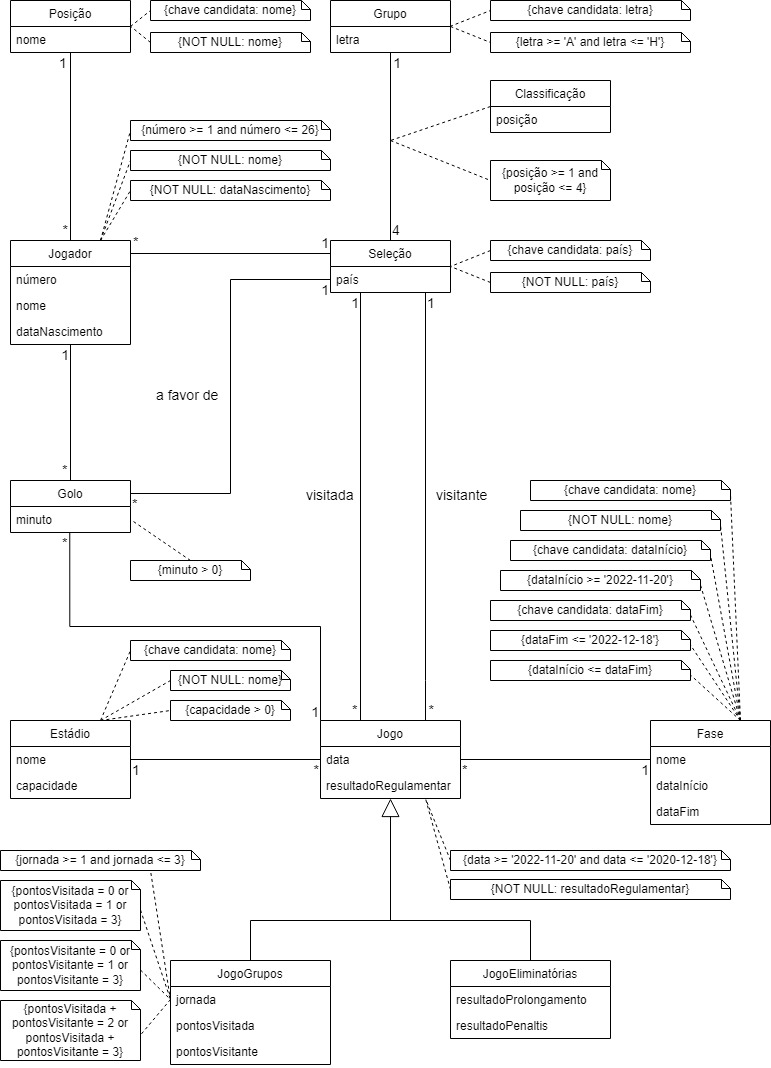 Posição
nome
{chave candidata: nome}
{NOT NULL: nome}
Grupo
letra
{chave candidata: letra}
{letra >= 'A' and letra <= 'H'}
1
1
Classificação
posição
{posição >= 1 and
posição <= 4}
{número >= 1 and número <= 26}
{NOT NULL: nome}
{NOT NULL: dataNascimento}
*
4
Jogador
número
nome
dataNascimento
*
1
Seleção
país
{chave candidata: país}
{NOT NULL: país}
1
1
1
1
a favor de
*
Golo
minuto
*
*
{minuto > 0}
visitada
visitante
{chave candidata: nome}
{NOT NULL: nome}
{chave candidata: dataInício}
{dataInício >= '2022-11-20'}
{chave candidata: dataFim}
{dataFim <= '2022-12-18'}
{dataInício <= dataFim}
{chave candidata: nome}
{NOT NULL: nome}
{capacidade > 0}
1
*
*
Estádio
nome
capacidade
1
*
Jogo
data
resultadoRegulamentar
*
1
Fase
nome
dataInício
dataFim
{data >= '2022-11-20' and data <= '2020-12-18'}
{NOT NULL: resultadoRegulamentar}
{jornada >= 1 and jornada <= 3}
{pontosVisitada = 0 or
pontosVisitada = 1 or
pontosVisitada = 3}
{pontosVisitante = 0 or
pontosVisitante = 1 or
pontosVisitante = 3}
{pontosVisitada +
pontosVisitante = 2 or
pontosVisitada +
pontosVisitante = 3}
JogoGrupos
jornada
pontosVisitada
pontosVisitante
JogoEliminatórias
resultadoProlongamento
resultadoPenaltis